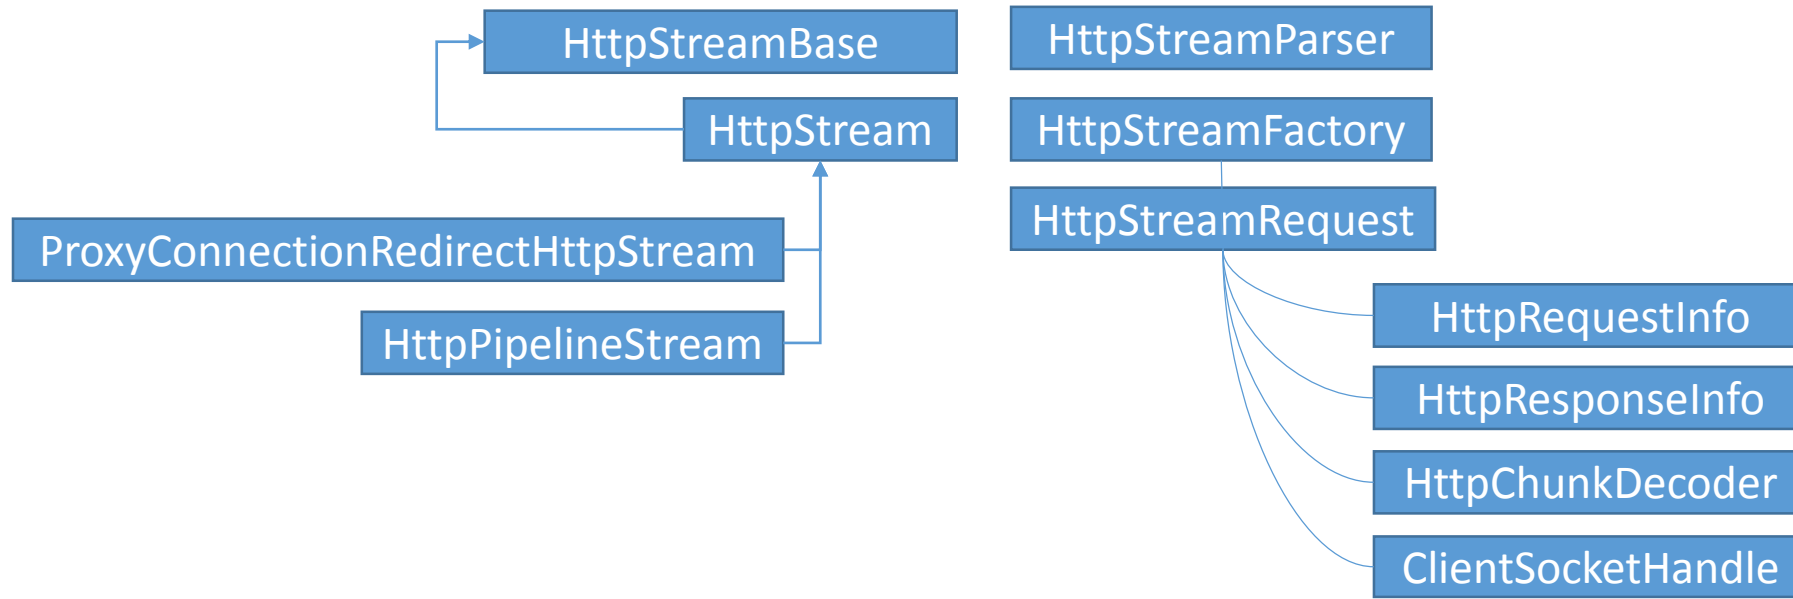 HttpStreamBase
HttpStream
ProxyConnectionRedirectHttpStream
HttpPipelineStream
HttpStreamParser
HttpStreamFactory
HttpStreamRequest
HttpRequestInfo
HttpResponseInfo
HttpChunkDecoder
ClientSocketHandle